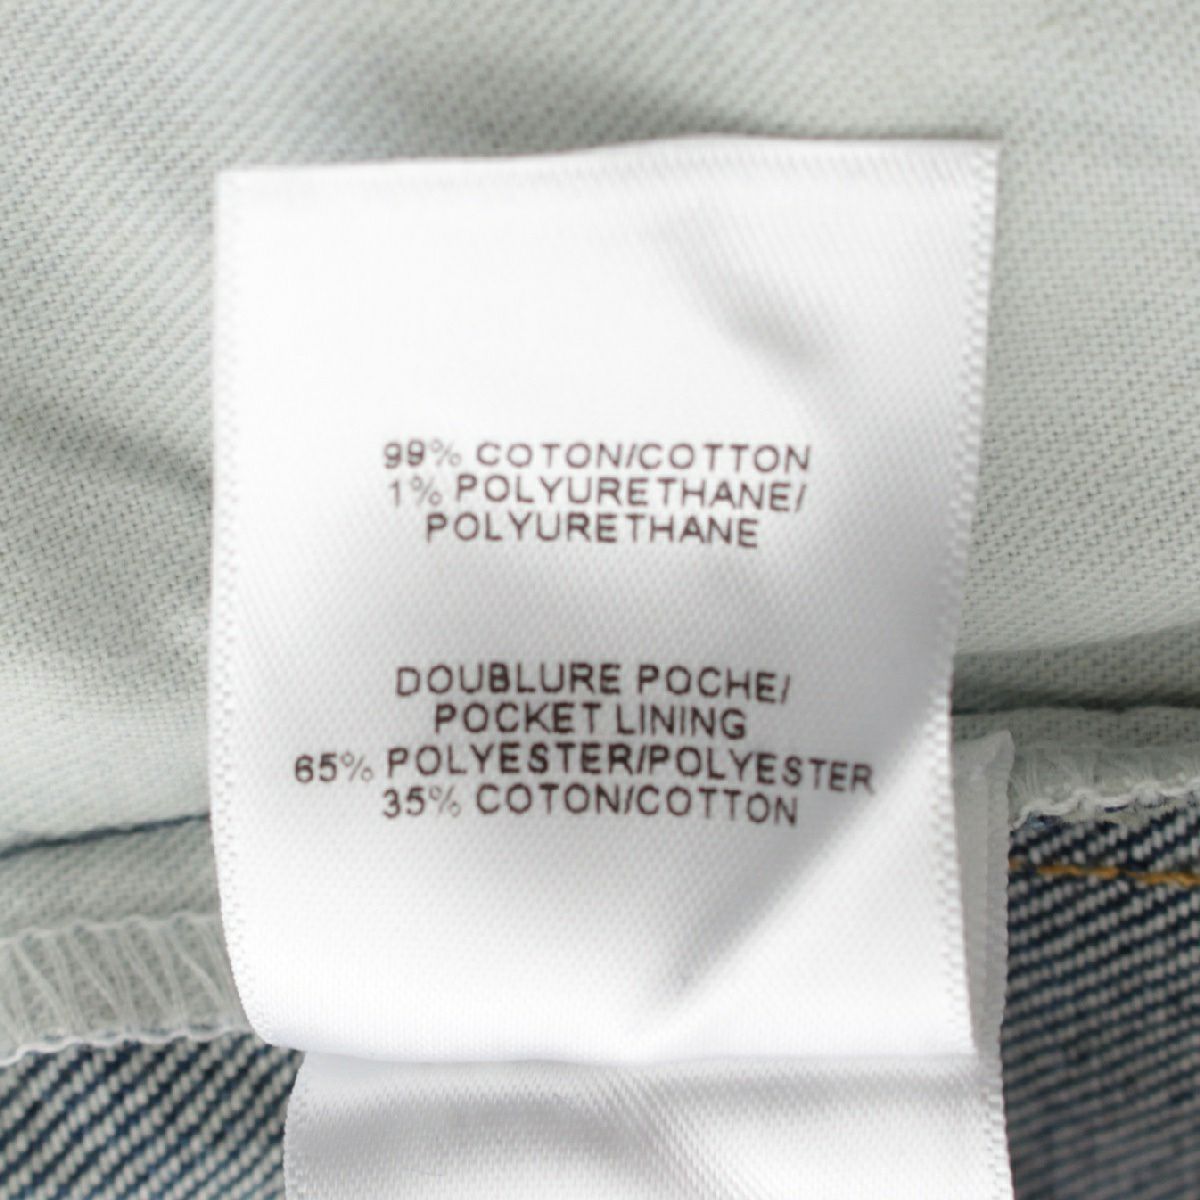 99% COTON/COTTON
1% POLYURETHANE/
POLYURETHANE
DOUBLURE POCHE/
POCKET LINING
65% POLYESTER/POLYESTER
35% COTON/COTTON